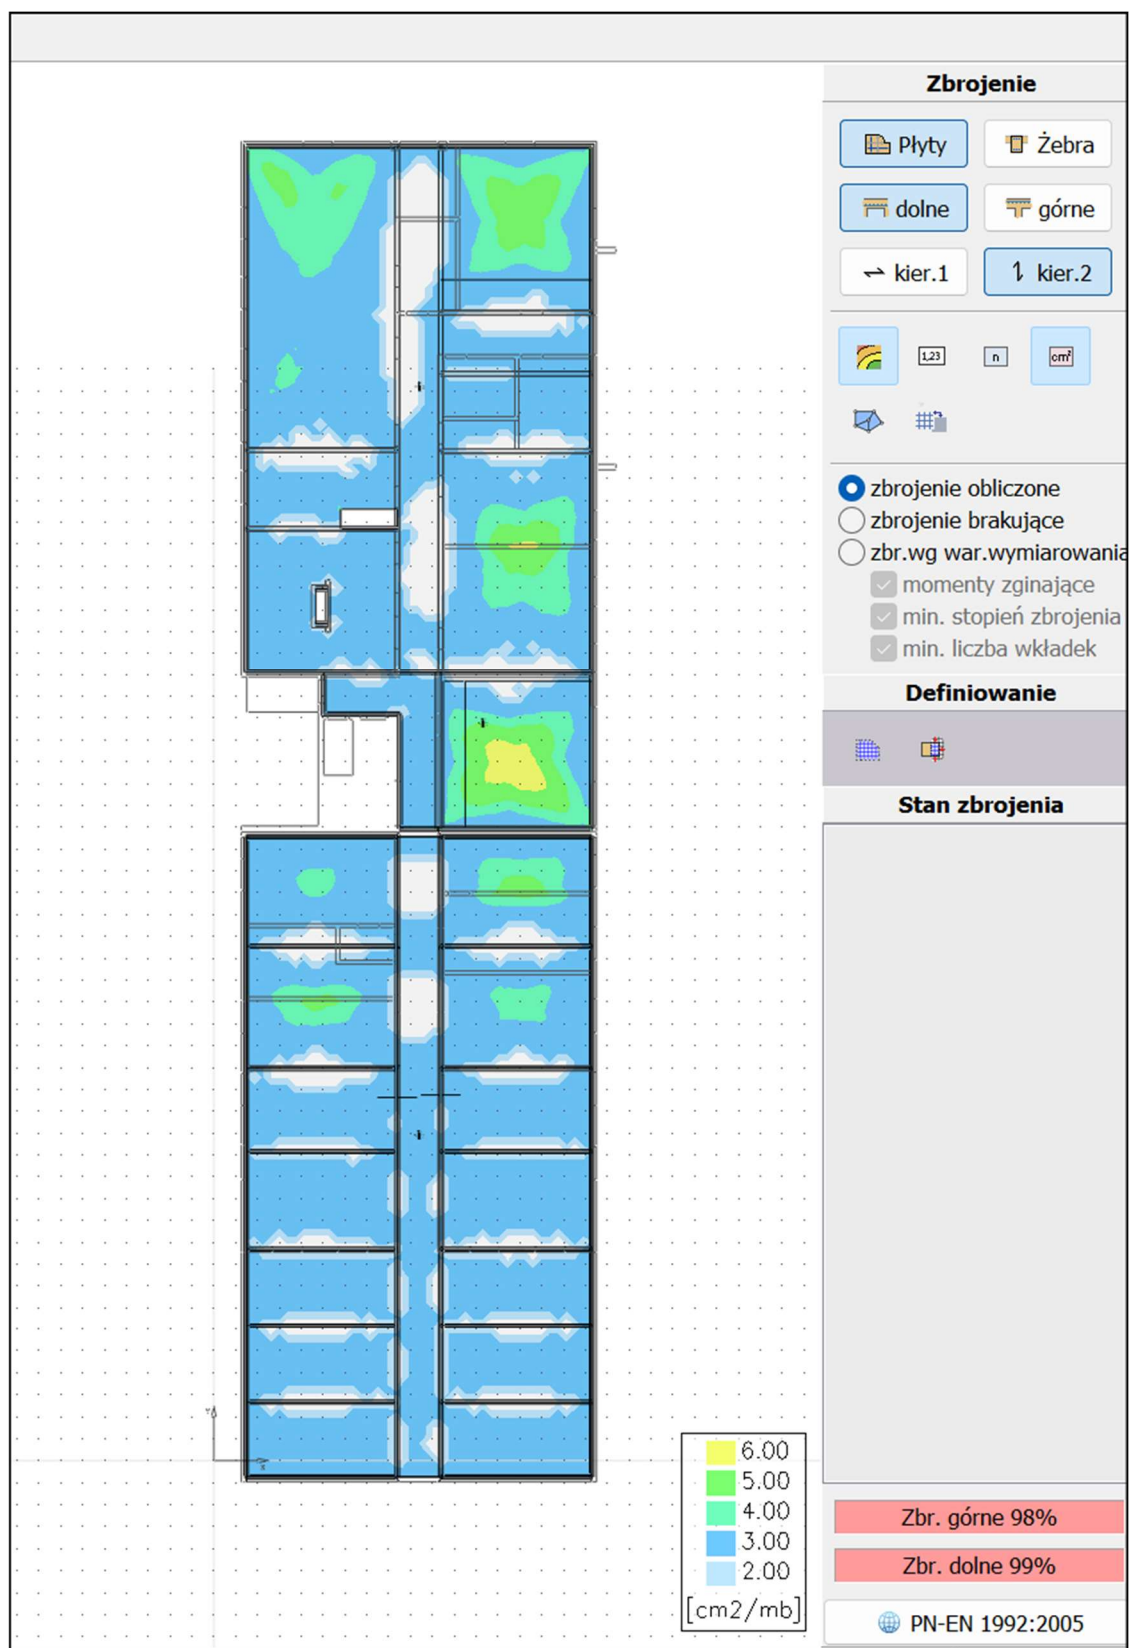 Zbrojenie
Płyty
Żebra
dolne
górne
kier.1
kier.2
1,23
n
cm²
zbrojenie obliczone
zbrojenie brakujące
zbr.wg war.wymiarowania
momenty zginające
min. stopień zbrojenia
min. liczba wkładek
Definiowanie
Stan zbrojenia
6.00
5.00
4.00
3.00
2.00
[cm2/mb]
Zbr. górne 98%
Zbr. dolne 99%
PN-EN 1992:2005